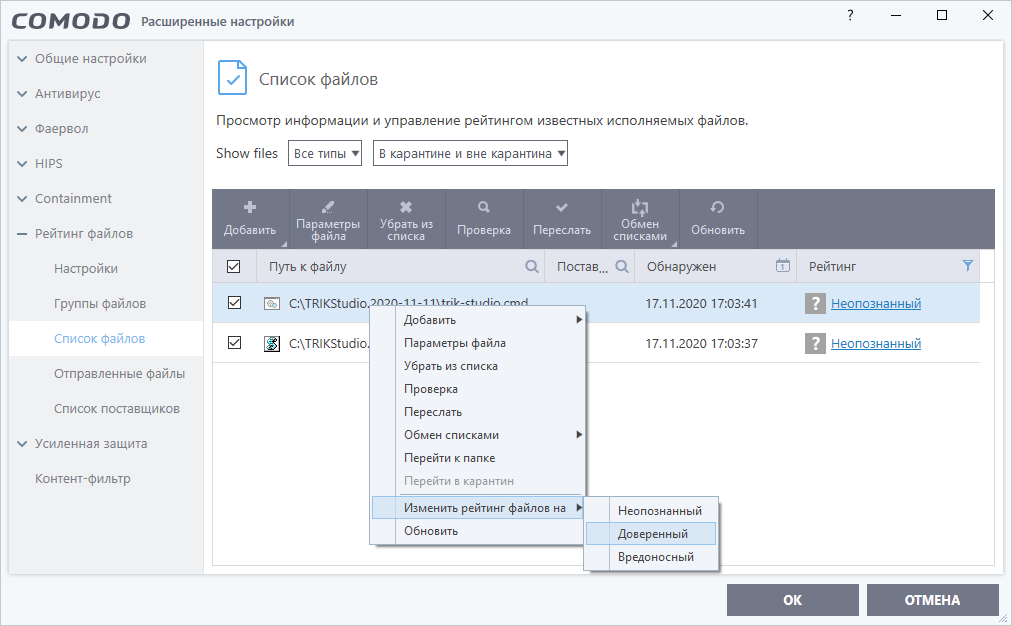 COMODO Расширенные настройки
?
Общие настройки
Антивирус
Фаервол
HIPS
Containment
Рейтинг файлов
Настройки
Группы файлов
Список файлов
Отправленные файлы
Список поставщиков
Усиленная защита
Контент-фильтр
Список файлов
Просмотр информации и управление рейтингом известных исполняемых файлов.
Show files Все типы В карантине и вне карантина
Добавить
Параметры файла
Убрать из списка
Проверка
Переслать
Обмен списками
Обновить
Путь к файлу Постав... Обнаружен 1 Рейтинг
C:\TRIKStudio.2020-11-11\trik-studio.cmd 17.11.2020 17:03:41 ? Неопознанный
C:\TRIKStudio. 17.11.2020 17:03:37 ? Неопознанный
Добавить
Параметры файла
Убрать из списка
Проверка
Переслать
Обмен списками
Перейти к папке
Перейти в карантин
Изменить рейтинг файлов на
Обновить
Неопознанный
Доверенный
Вредоносный
OK ОТМЕНА